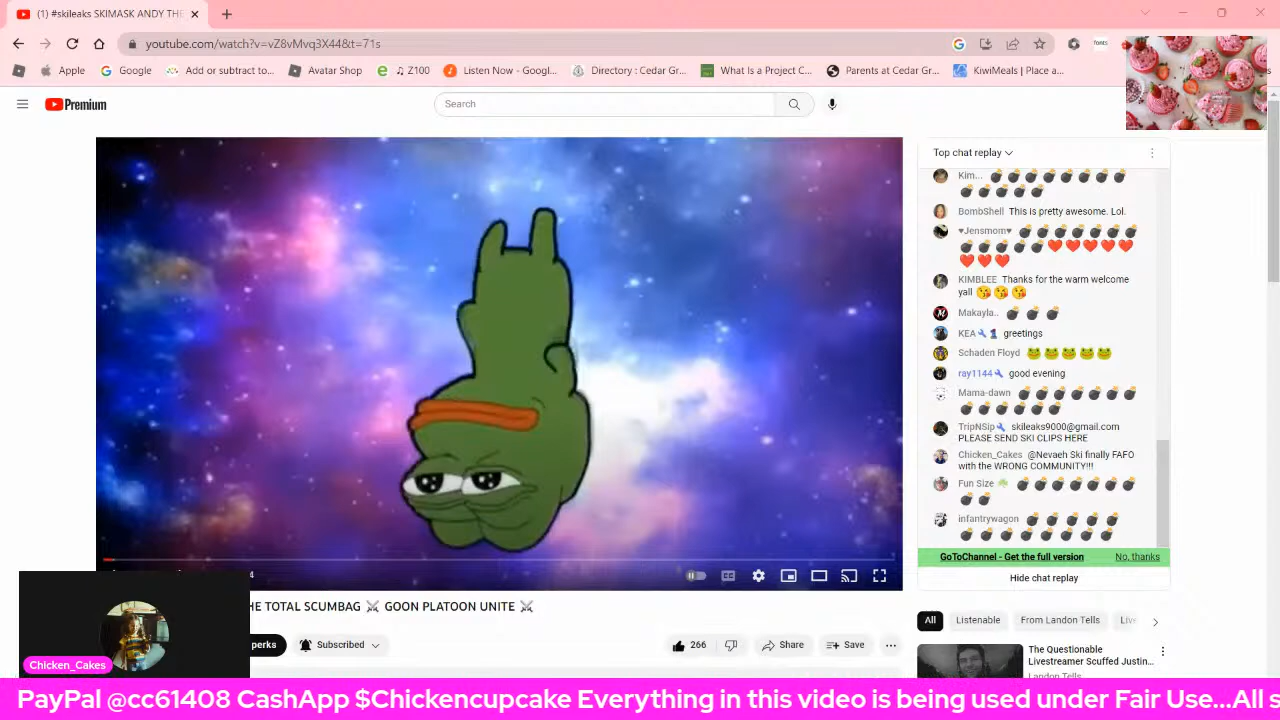 (1) #skileaks SKIMASK ANDY THE
youtube.com/watch?v=vZ8vMvq3X44&t=71s
fonts
Apple
Google
Add or subtract to...
Avatar Shop
Z100
Listen Now - Googl...
Directory : Cedar Gr...
What Is a Project C...
Parents at Cedar Gr...
KiwiMeals | Activity...
Premium
Search
Top chat replay
Kim... 💣💣💣💣💣💣💣💣
💣💣💣💣💣
BombShell This is pretty awesome. Lol.
♥Jensmom♥ 💣💣💣💣💣💣💣
💣💣💣💣💣❤️❤️❤️❤️❤️
❤️❤️❤️
KIMBLEE Thanks for the warm welcome
yall 😘😘😘
Makayla.. 💣 💣 💣
KEA greetings
Schaden Floyd 🐸🐸🐸🐸🐸
ray1144 good evening
Mama-dawn 💣💣💣💣💣💣💣
💣💣💣💣💣💣
TripNSip skileaks9000@gmail.com
PLEASE SEND SKI CLIPS HERE
Chicken_Cakes @Nevaeh Ski finally FAFO
with the WRONG COMMUNITY!!!
Fun Size ☘️ 💣💣💣💣💣💣💣
💣💣
infantrywagon 💣💣💣💣💣
💣💣💣💣💣💣💣💣
GoToChannel - Get the full version No, thanks
Hide chat replay
4
HE TOTAL SCUMBAG ⚔️ GOON PLATOON UNITE ⚔️
perks
Subscribed
266
Share
Save
All
Listenable
From Landon Tells
Live
The Questionable
Livestreamer Scuffed Justin...
Landon Tells
Chicken_Cakes
PayPal @cc61408 CashApp $Chickencupcake Everything in this video is being used under Fair Use...All s